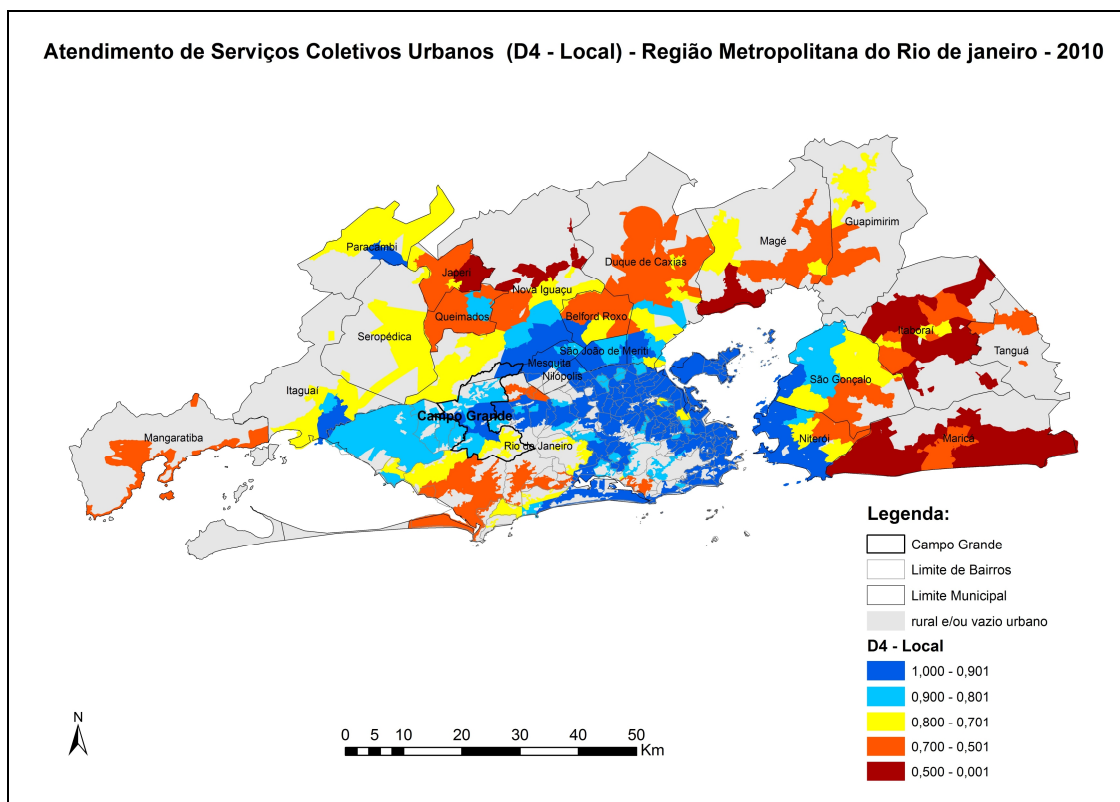 Atendimento de Serviços Coletivos Urbanos (D4 - Local) - Região Metropolitana do Rio de janeiro - 2010
Guapimirim
Magé
Paracambi
Duque de Caxias
Japeri
Nova Iguaçu
Queimados
Belford Roxo
Itaboraí
Seropédica
São João de Meriti
Tanguá
Mesquita
Nilópolis
São Gonçalo
Itaguaí
Campo Grande
Mangaratiba
Rio de Janeiro
Niterói
Maricá
Legenda:
Campo Grande
Limite de Bairros
Limite Municipal
rural e/ou vazio urbano
D4 - Local
1,000 - 0,901
0,900 - 0,801
0,800 - 0,701
0,700 - 0,501
0,500 - 0,001
N
0 5 10 20 30 40 50
Km